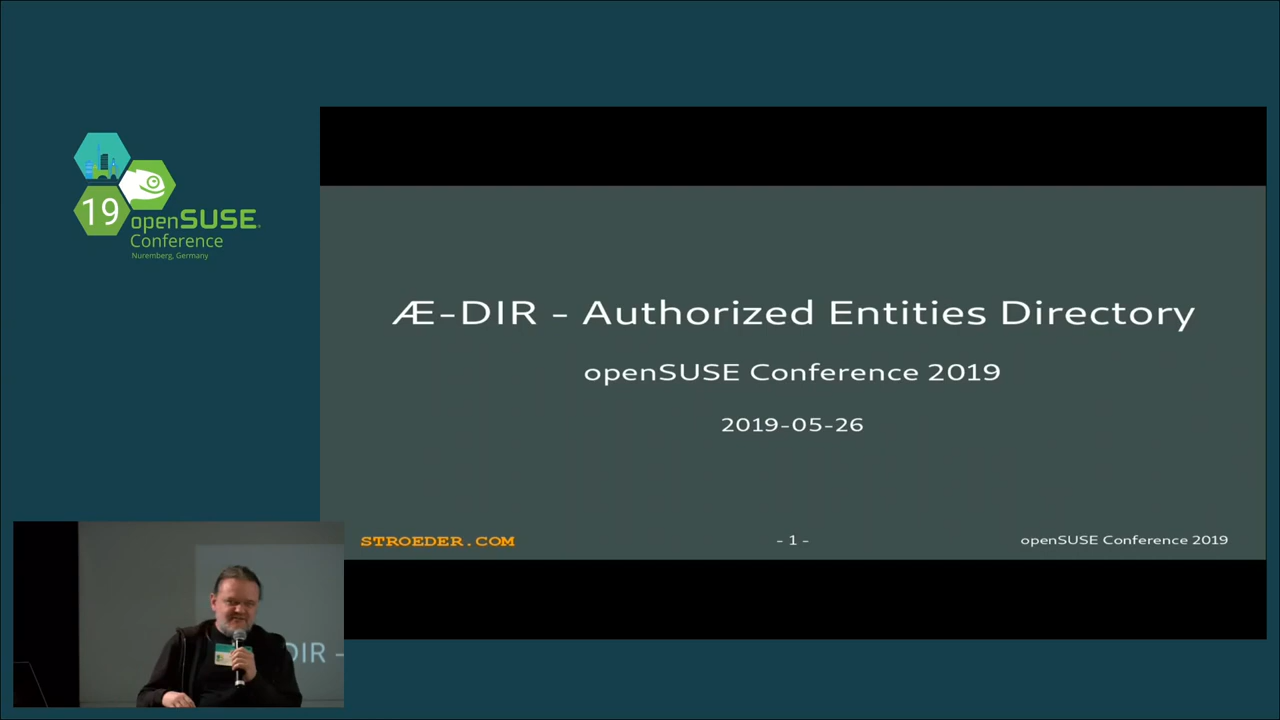 19
openSUSE
Conference
Nuremberg, Germany
Æ-DIR - Authorized Entities Directory
openSUSE Conference 2019
2019-05-26
STROEDER.COM
- 1 -
openSUSE Conference 2019
DIR -